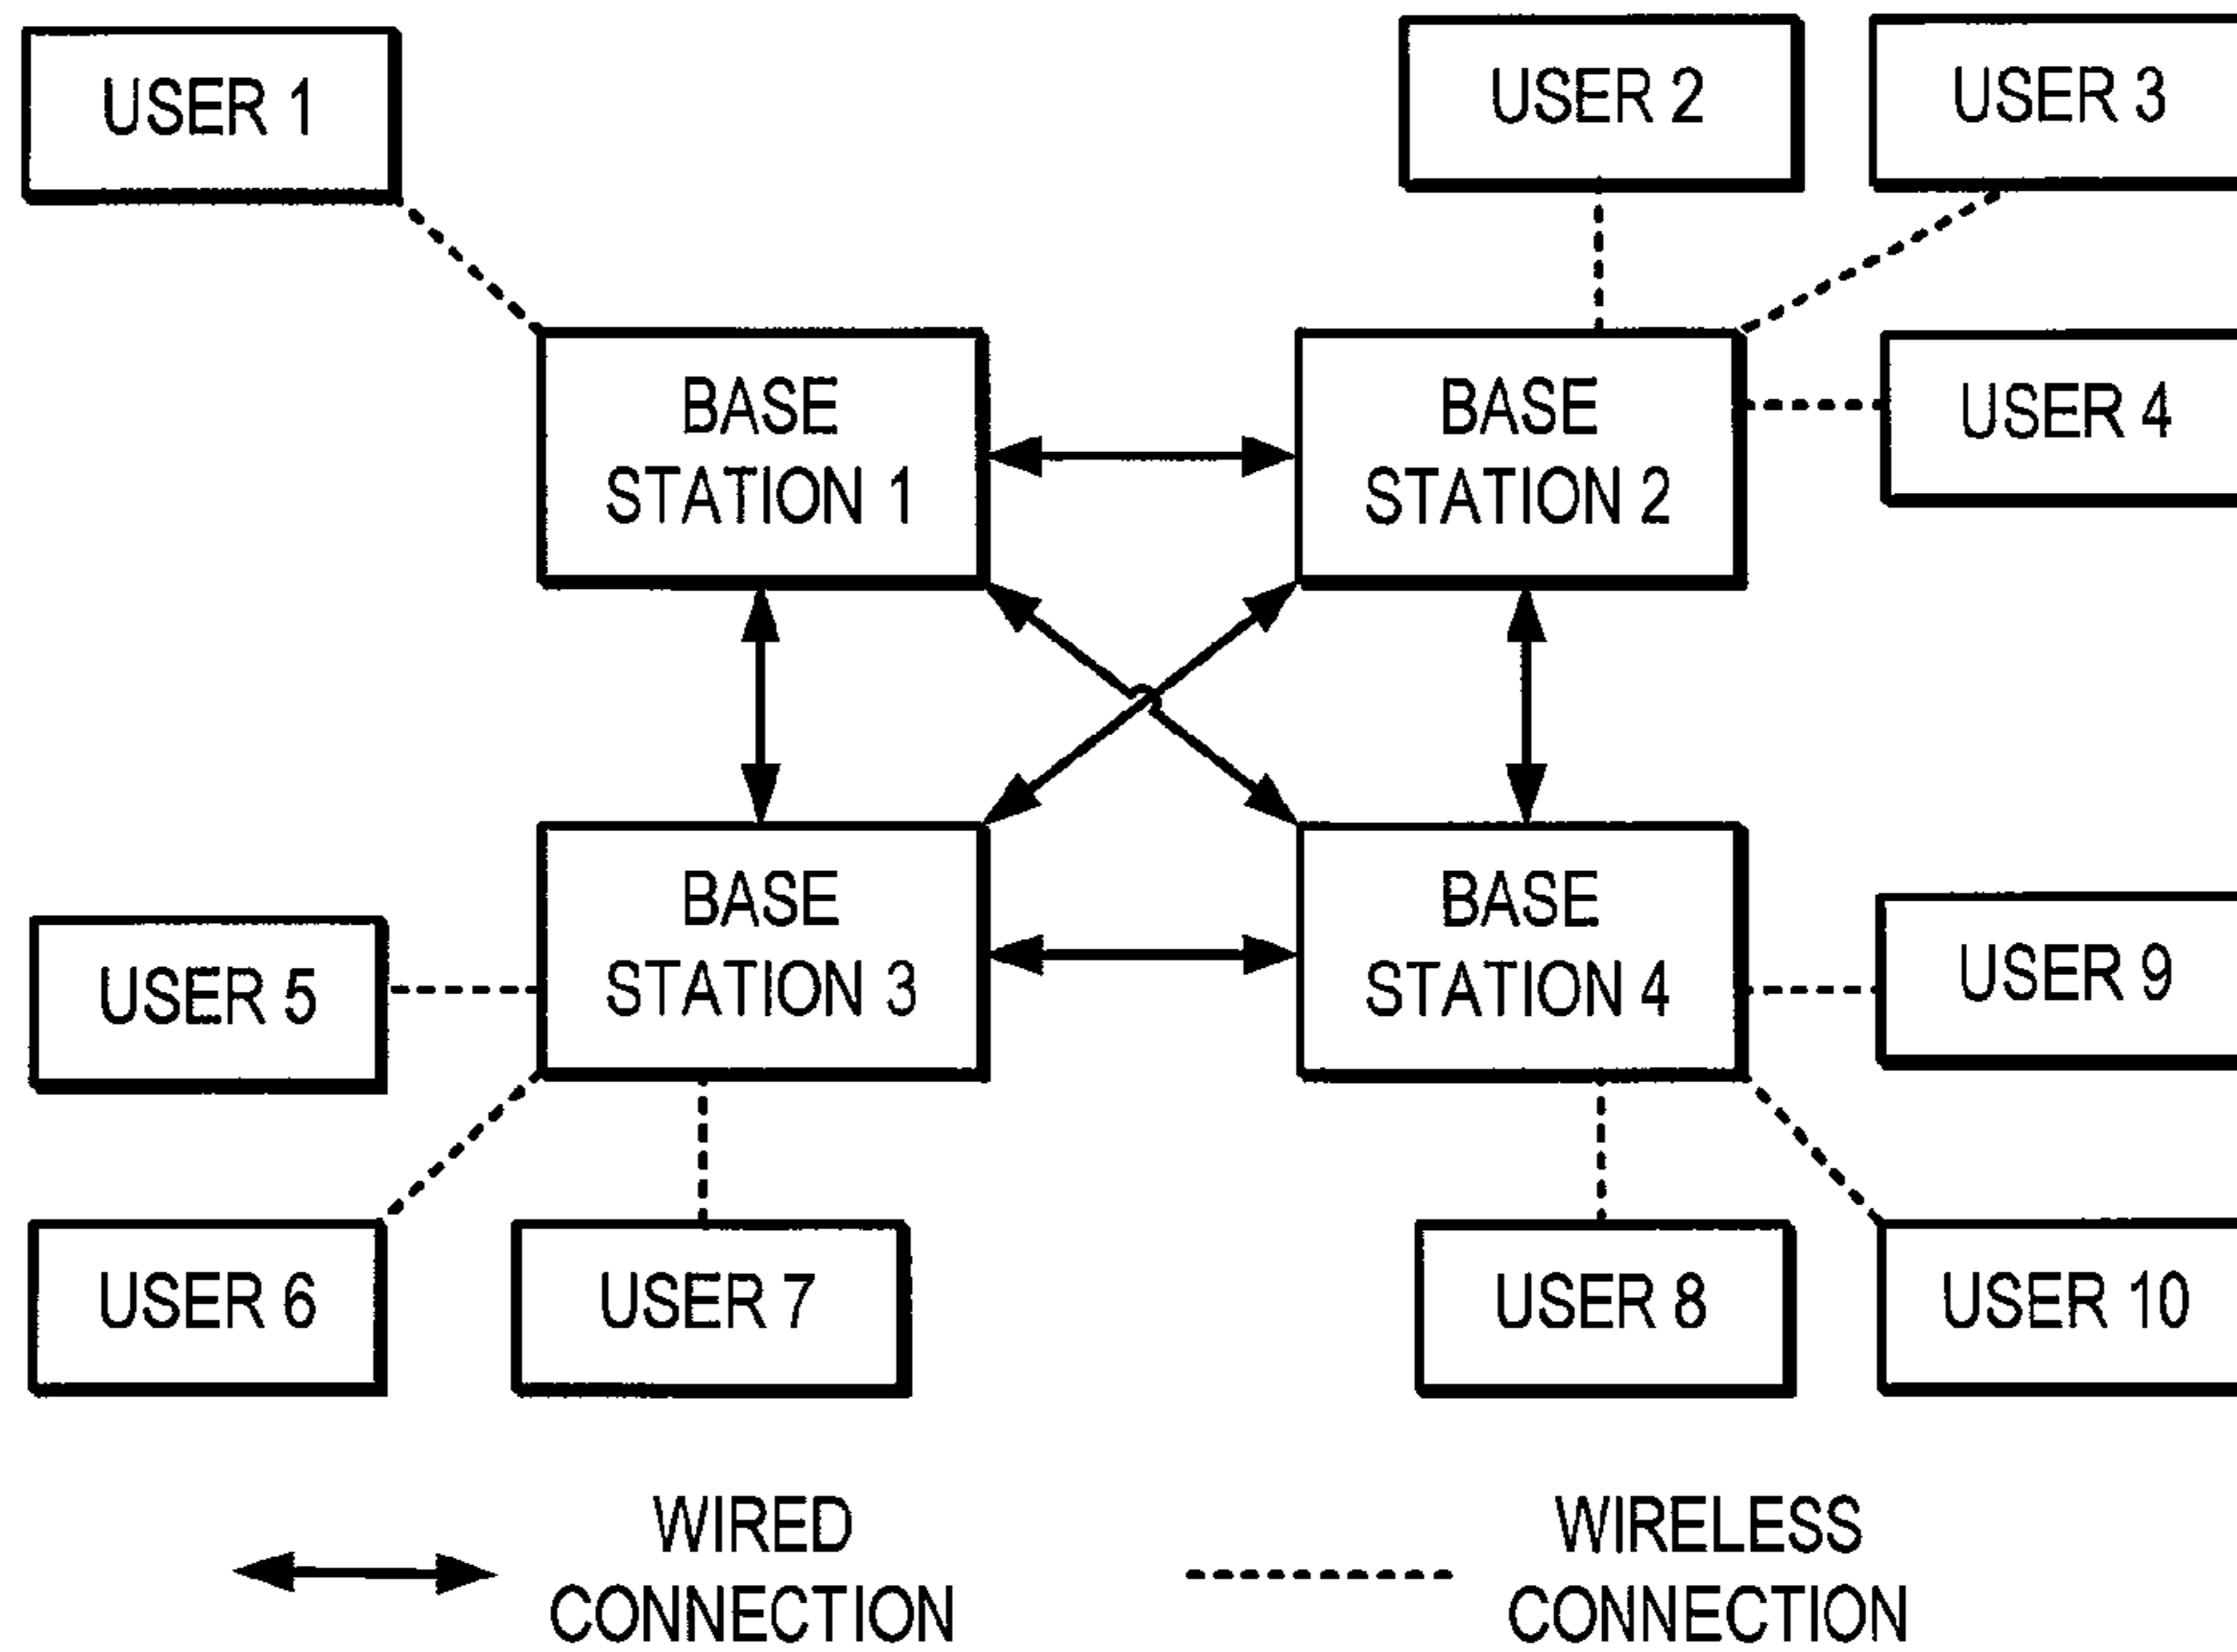 USER 1
USER 2
USER 3
BASE
STATION 1
BASE
STATION 2
USER 4
BASE
STATION 3
BASE
STATION 4
USER 5
USER 9
USER 6
USER 7
USER 8
USER 10
WIRED
CONNECTION
WIRELESS
CONNECTION